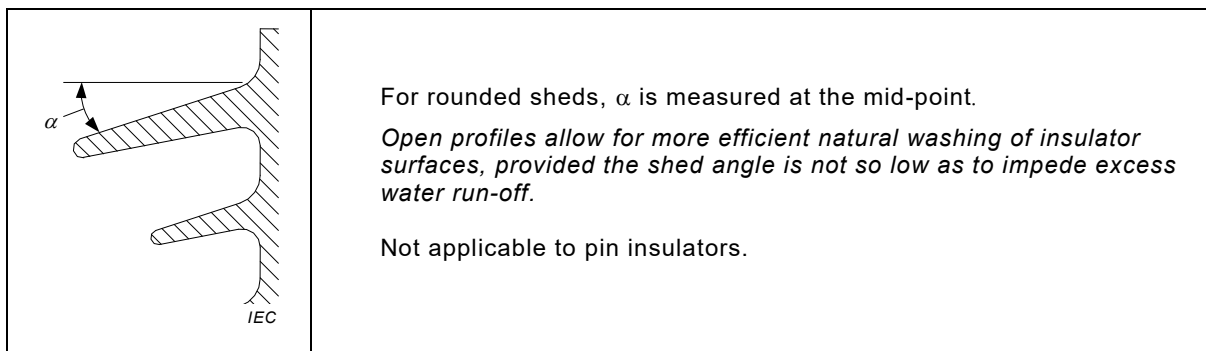 α
IEC
For rounded sheds, α is measured at the mid-point.
Open profiles allow for more efficient natural washing of insulator
surfaces, provided the shed angle is not so low as to impede excess
water run-off.
Not applicable to pin insulators.